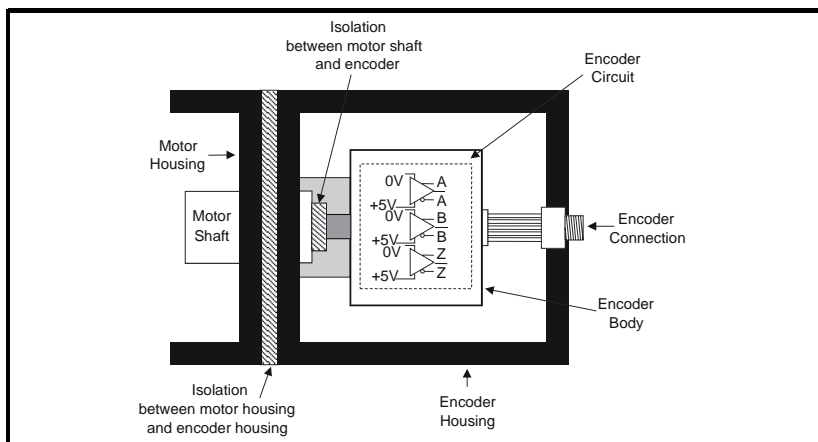 Isolation
between motor shaft
and encoder
Encoder
Circuit
Motor
Housing
Motor
Shaft
0V
A
+5V
A
0V
B
+5V
B
0V
Z
+5V
Z
Encoder
Connection
Encoder
Body
Isolation
between motor housing
and encoder housing
Encoder
Housing